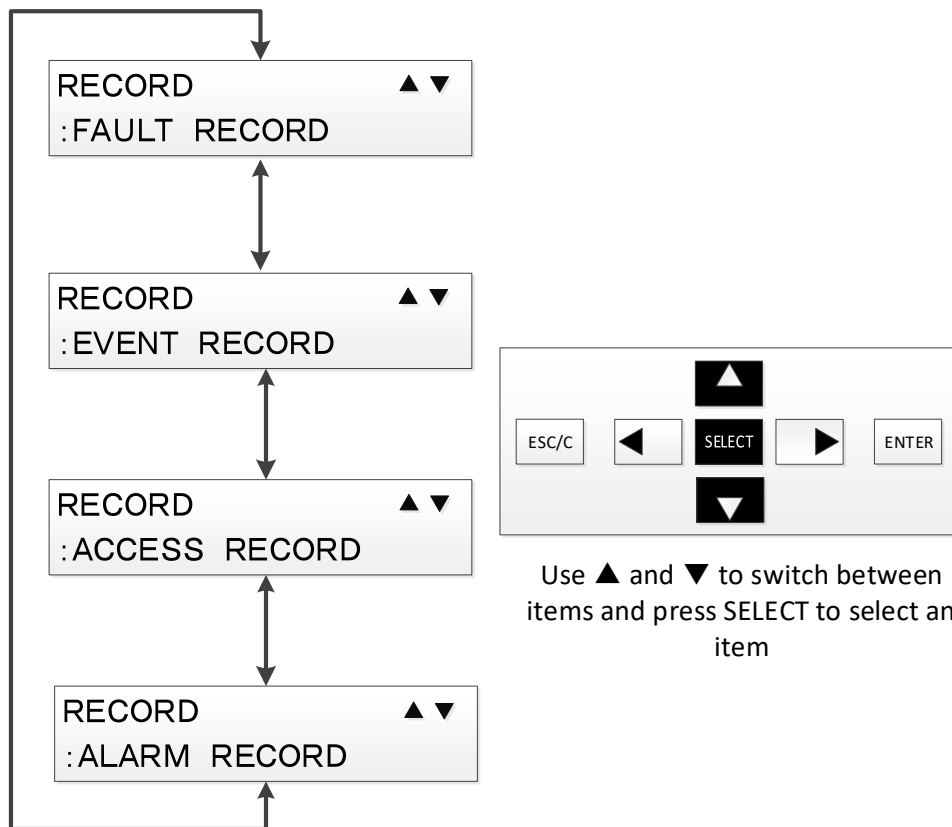 RECORD ▲ ▼
:FAULT RECORD
RECORD ▲ ▼
:EVENT RECORD
RECORD ▲ ▼
:ACCESS RECORD
RECORD ▲ ▼
:ALARM RECORD
ESC/C SELECT ENTER
Use ▲ and ▼ to switch between
items and press SELECT to select an
item